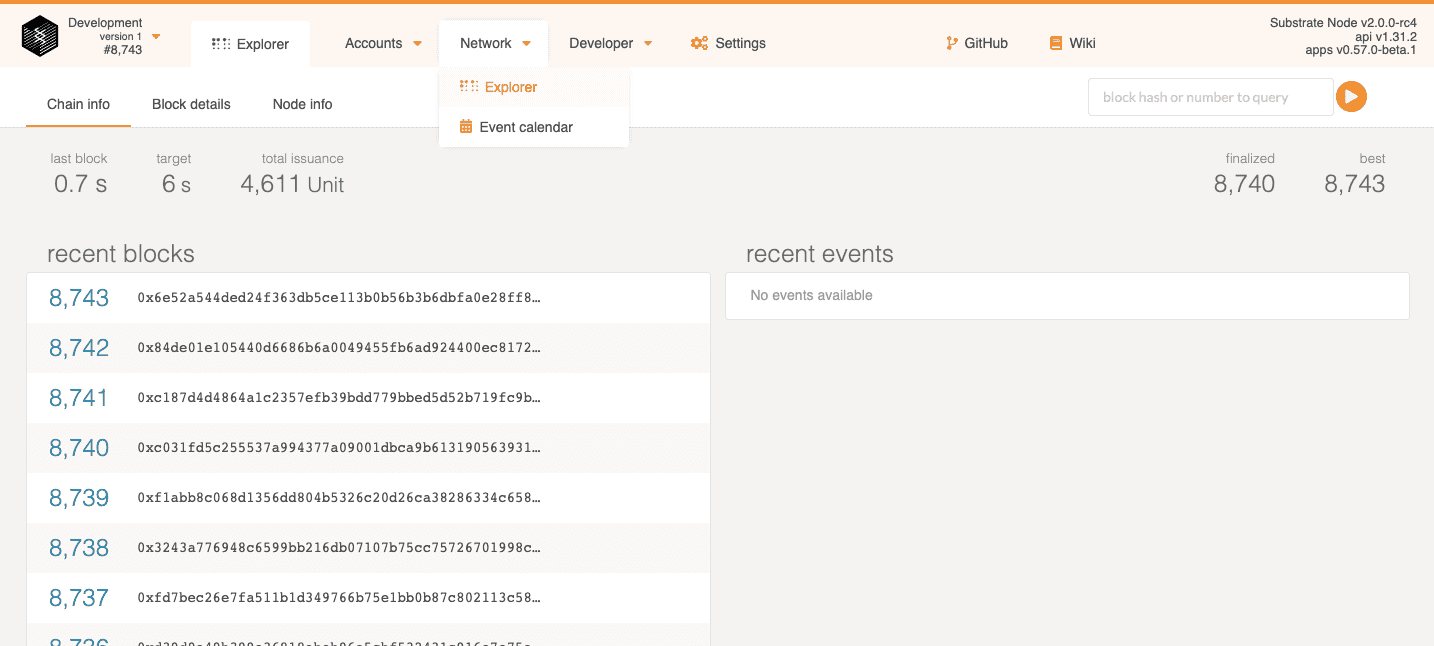 Development
version 1
#8,743
Explorer
Accounts
Network
Developer
Settings
GitHub
Wiki
Substrate Node v2.0.0-rc4
api v1.31.2
apps v0.57.0-beta.1
Explorer
Event calendar
Chain info
Block details
Node info
block hash or number to query
last block
0.7 s
target
6 s
total issuance
4,611 Unit
finalized
8,740
best
8,743
recent blocks
8,743 0x6e52a544ded24f363db5ce113b0b56b3b6dbfa0e28ff8…
8,742 0x84de01e105440d6686b6a0049455fb6ad924400ec8172…
8,741 0xc187d4d4864a1c2357efb39bdd779bbed5d52b719fc9b…
8,740 0xc031fd5c255537a994377a09001dbca9b613190563931…
8,739 0xf1abb8c068d1356dd804b5326c20d26ca38286334c658…
8,738 0x3243a776948c6599bb216db07107b75cc75726701998c…
8,737 0xfd7bec26e7fa511b1d349766b75e1bb0b87c802113c58…
8,736
recent events
No events available